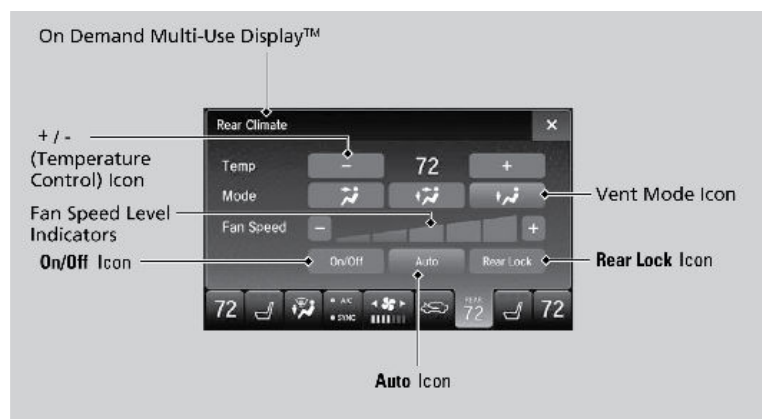 On Demand Multi-Use Display™
Rear Climate ×
+ / -
(Temperature
Control) Icon
Temp − 72 +
Mode
Vent Mode Icon
Fan Speed Level
Indicators
Fan Speed − +
On/Off Icon
On/Off Auto Rear Lock
Rear Lock Icon
72 A/C REAR 72 72
SYNC
Auto Icon